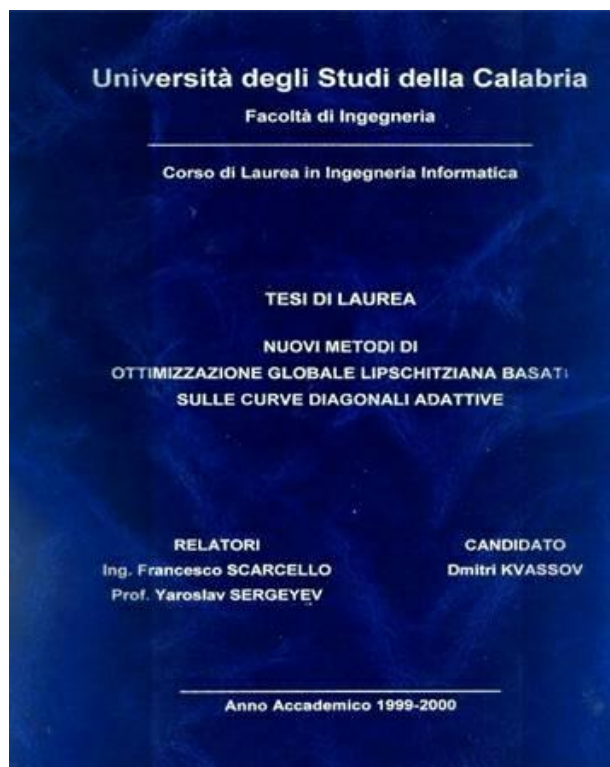 Università degli Studi della Calabria
Facoltà di Ingegneria
Corso di Laurea in Ingegneria Informatica
TESI DI LAUREA
NUOVI METODI DI
OTTIMIZZAZIONE GLOBALE LIPSCHITZIANA BASATI
SULLE CURVE DIAGONALI ADATTIVE
RELATORI
Ing. Francesco SCARCELLO
Prof. Yaroslav SERGEYEV
CANDIDATO
Dmitri KVASSOV
Anno Accademico 1999-2000